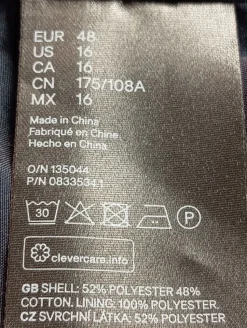 EUR 48
US 16
CA 16
CN 175/108A
MX 16
Made in China
Fabriqué en Chine
Hecho en China
O/N 135044
P/N 0833534.1
30
P
clevercare.info
GB SHELL: 52% POLYESTER 48%
COTTON. LINING: 100% POLYESTER.
CZ SVRCHNÍ LÁTKA: 52% POLYESTER